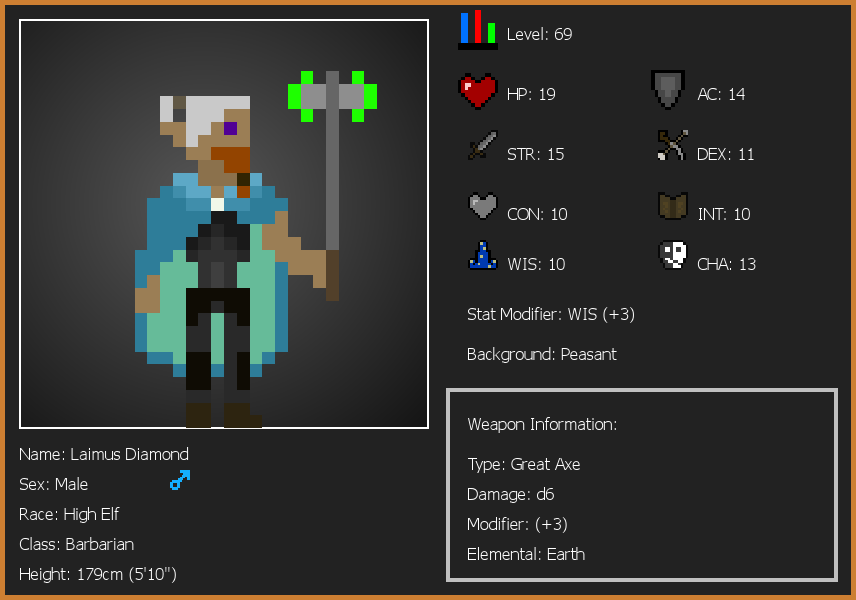 Level: 69
HP: 19
AC: 14
STR: 15
DEX: 11
CON: 10
INT: 10
WIS: 10
CHA: 13
Stat Modifier: WIS (+3)
Background: Peasant
Weapon Information:
Type: Great Axe
Damage: d6
Modifier: (+3)
Elemental: Earth
Name: Laimus Diamond
Sex: Male
Race: High Elf
Class: Barbarian
Height: 179cm (5'10")